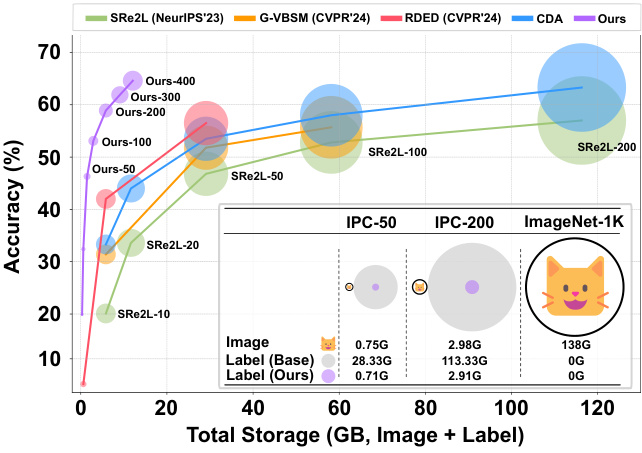 SRe2L (NeurIPS'23) G-VBSM (CVPR'24) RDED (CVPR'24) CDA Ours
70
60
50
40
30
20
10
Accuracy (%)
Ours-400
Ours-300
Ours-200
Ours-100
Ours-50
SRe2L-200
SRe2L-100
SRe2L-50
SRe2L-20
SRe2L-10
IPC-50 IPC-200 ImageNet-1K
Image 0.75G 2.98G 138G
Label (Base) 28.33G 113.33G 0G
Label (Ours) 0.71G 2.91G 0G
0 20 40 60 80 100 120
Total Storage (GB, Image + Label)